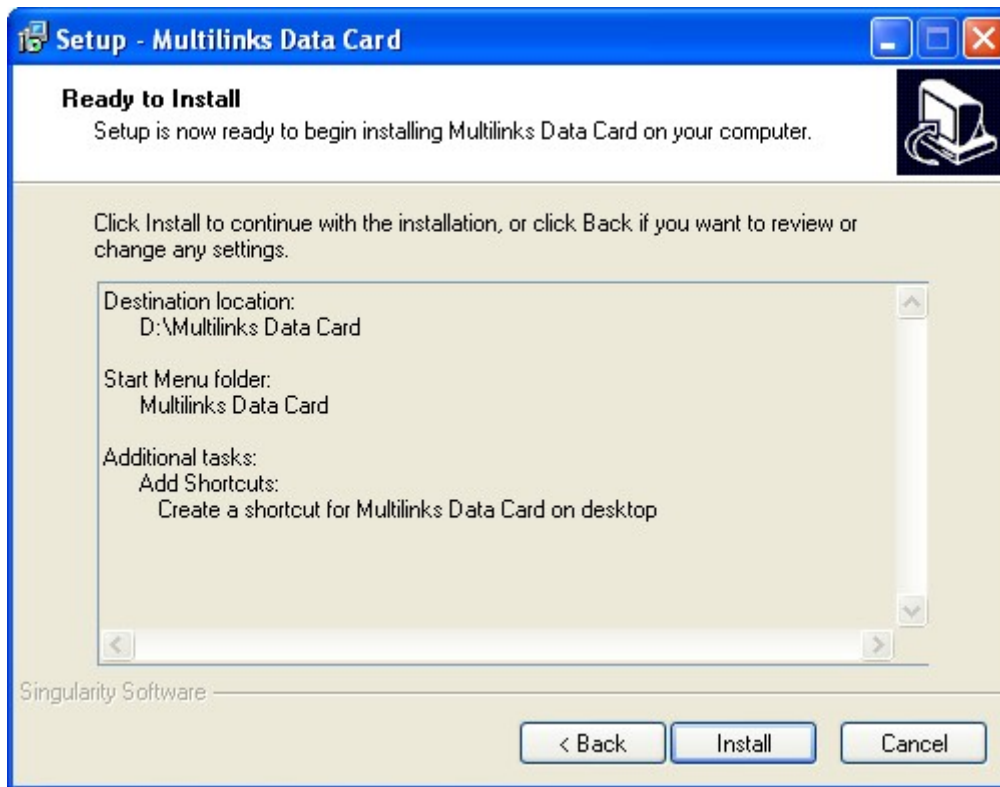 Setup - Multilinks Data Card
Ready to Install
Setup is now ready to begin installing Multilinks Data Card on your computer.
Click Install to continue with the installation, or click Back if you want to review or
change any settings.
Destination location:
D:\Multilinks Data Card
Start Menu folder:
Multilinks Data Card
Additional tasks:
Add Shortcuts:
Create a shortcut for Multilinks Data Card on desktop
Singularity Software
< Back Install Cancel